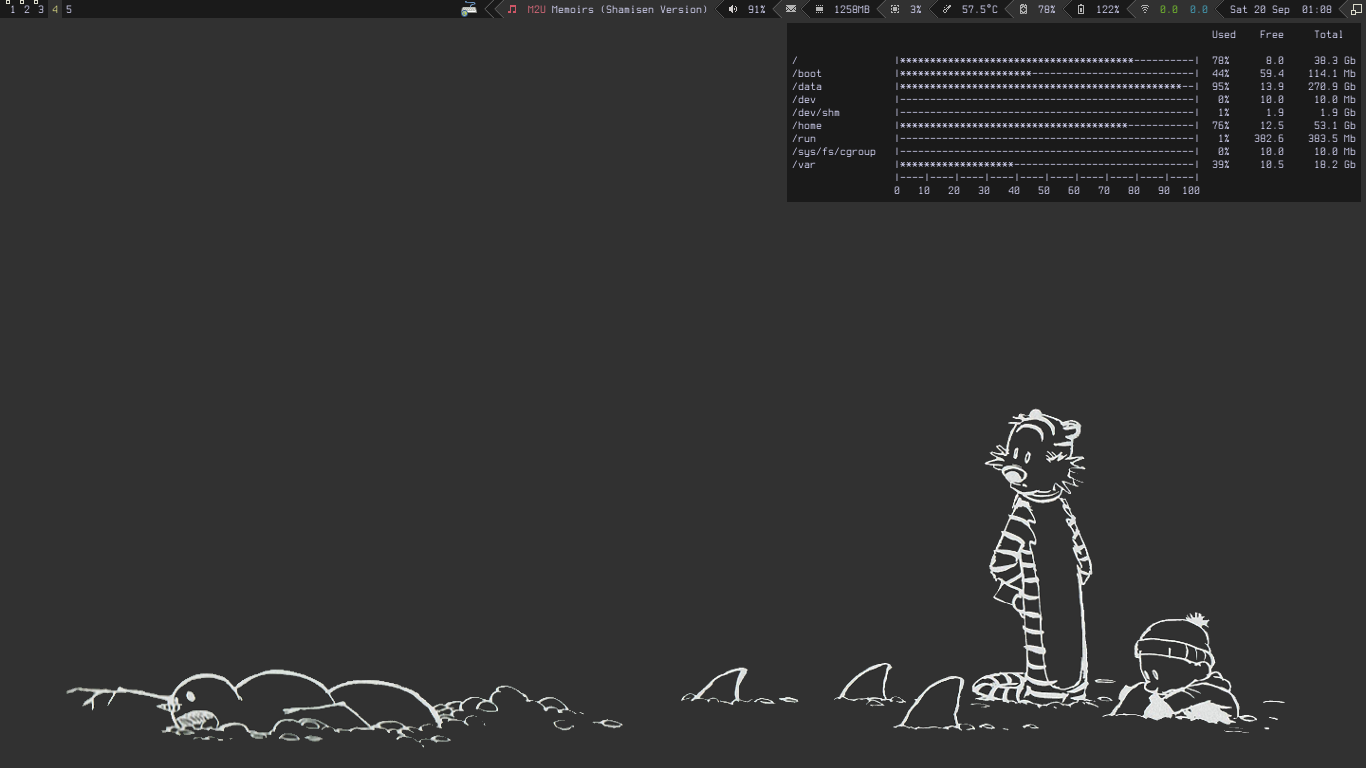 1 2 3 4 5 M2U Memoirs (Shamisen Version) 91% 1258MB 3% 57.5°C 78% 122% 0.0 0.0 Sat 20 Sep 01:08
Used Free Total
/ |***************************************----------| 78% 8.0 38.3 Gb
/boot |**********************---------------------------| 44% 59.4 114.1 Mb
/data |***********************************************--| 95% 13.9 270.9 Gb
/dev |-------------------------------------------------| 0% 10.0 10.0 Mb
/dev/shm |-------------------------------------------------| 1% 1.9 1.9 Gb
/home |**************************************-----------| 76% 12.5 53.1 Gb
/run |-------------------------------------------------| 1% 382.6 383.5 Mb
/sys/fs/cgroup |-------------------------------------------------| 0% 10.0 10.0 Mb
/var |*******************------------------------------| 39% 10.5 18.2 Gb
|----|----|----|----|----|----|----|----|----|----|
0 10 20 30 40 50 60 70 80 90 100